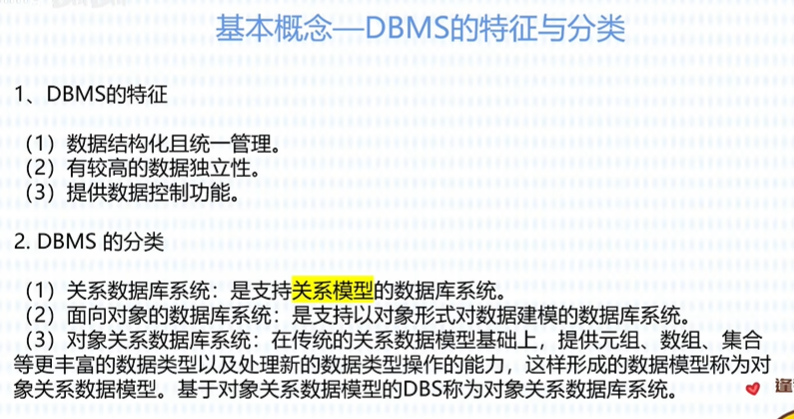 基本概念—DBMS的特征与分类
1、DBMS的特征
（1）数据结构化且统一管理。
（2）有较高的数据独立性。
（3）提供数据控制功能。
2. DBMS 的分类
（1）关系数据库系统：是支持关系模型的数据库系统。
（2）面向对象的数据库系统：是支持以对象形式对数据建模的数据库系统。
（3）对象关系数据库系统：在传统的关系数据模型基础上，提供元组、数组、集合
等更丰富的数据类型以及处理新的数据类型操作的能力，这样形成的数据模型称为对
象关系数据模型。基于对象关系数据模型的DBS称为对象关系数据库系统。